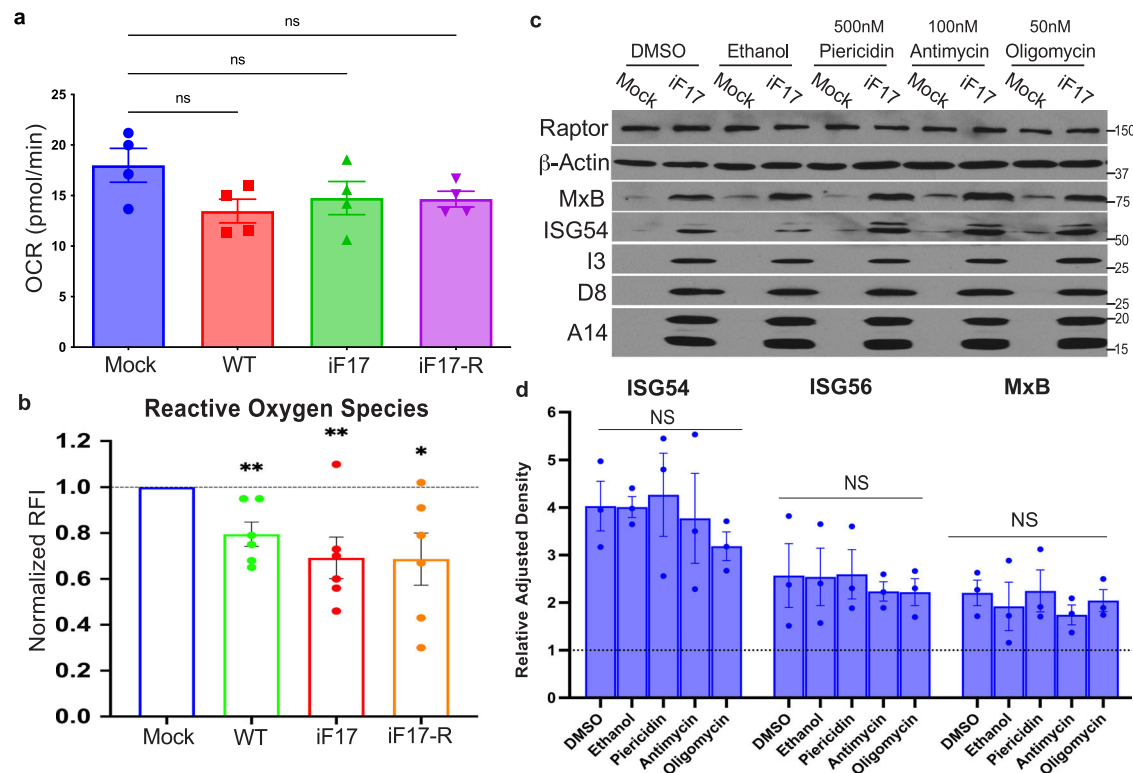 a
ns
ns
ns
OCR (pmol/min)
25
20
15
10
5
0
Mock
WT
iF17
iF17-R
b
Reactive Oxygen Species
Normalized RFI
1.2
1.0
0.8
0.6
0.4
0.2
0.0
**
**
*
Mock
WT
iF17
iF17-R
c
500nM 100nM 50nM
DMSO Ethanol Piericidin Antimycin Oligomycin
Mock iF17 Mock iF17 Mock iF17 Mock iF17 Mock iF17
Raptor 150
β-Actin 37
MxB 75
ISG54 50
I3 25
D8 25
A14 20
15
d
ISG54 ISG56 MxB
NS
NS
NS
Relative Adjusted Density
6
5
4
3
2
1
0
DMSO Ethanol Piericidin Antimycin Oligomycin
DMSO Ethanol Piericidin Antimycin Oligomycin
DMSO Ethanol Piericidin Antimycin Oligomycin